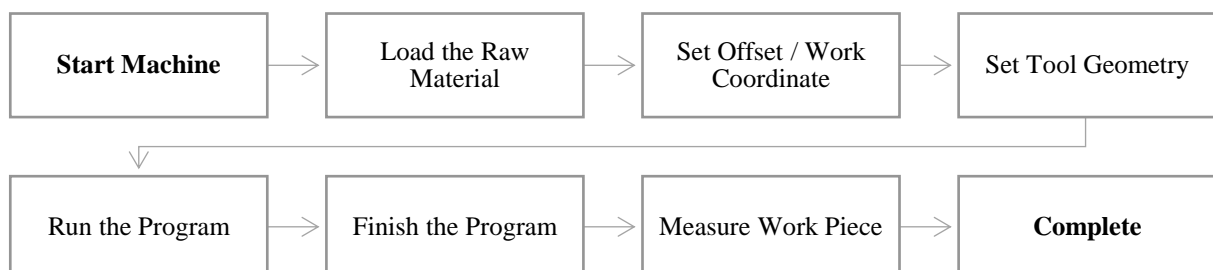 Start Machine
Load the Raw
Material
Set Offset / Work
Coordinate
Set Tool Geometry
Run the Program
Finish the Program
Measure Work Piece
Complete